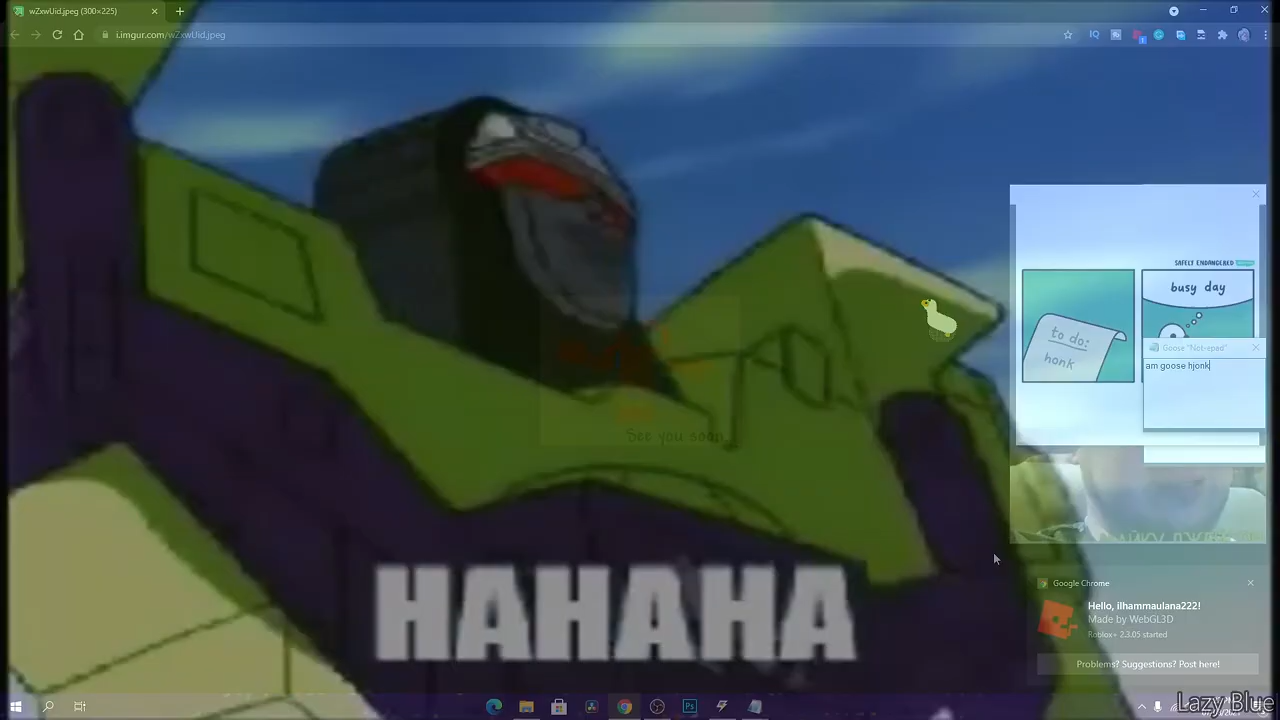 wZxwUid.jpeg (300×225)
i.imgur.com/wZxwUid.jpeg
SAFELY ENDANGERED
busy day
to do:
honk
Goose "Not-epad"
am goose hjonk
See you soon
HAHAHA
Google Chrome
Hello, ilhammaulana222!
Made by WebGL3D
Roblox+ 2.3.05 started
Problems? Suggestions? Post here!
Ps
Lazy Blue